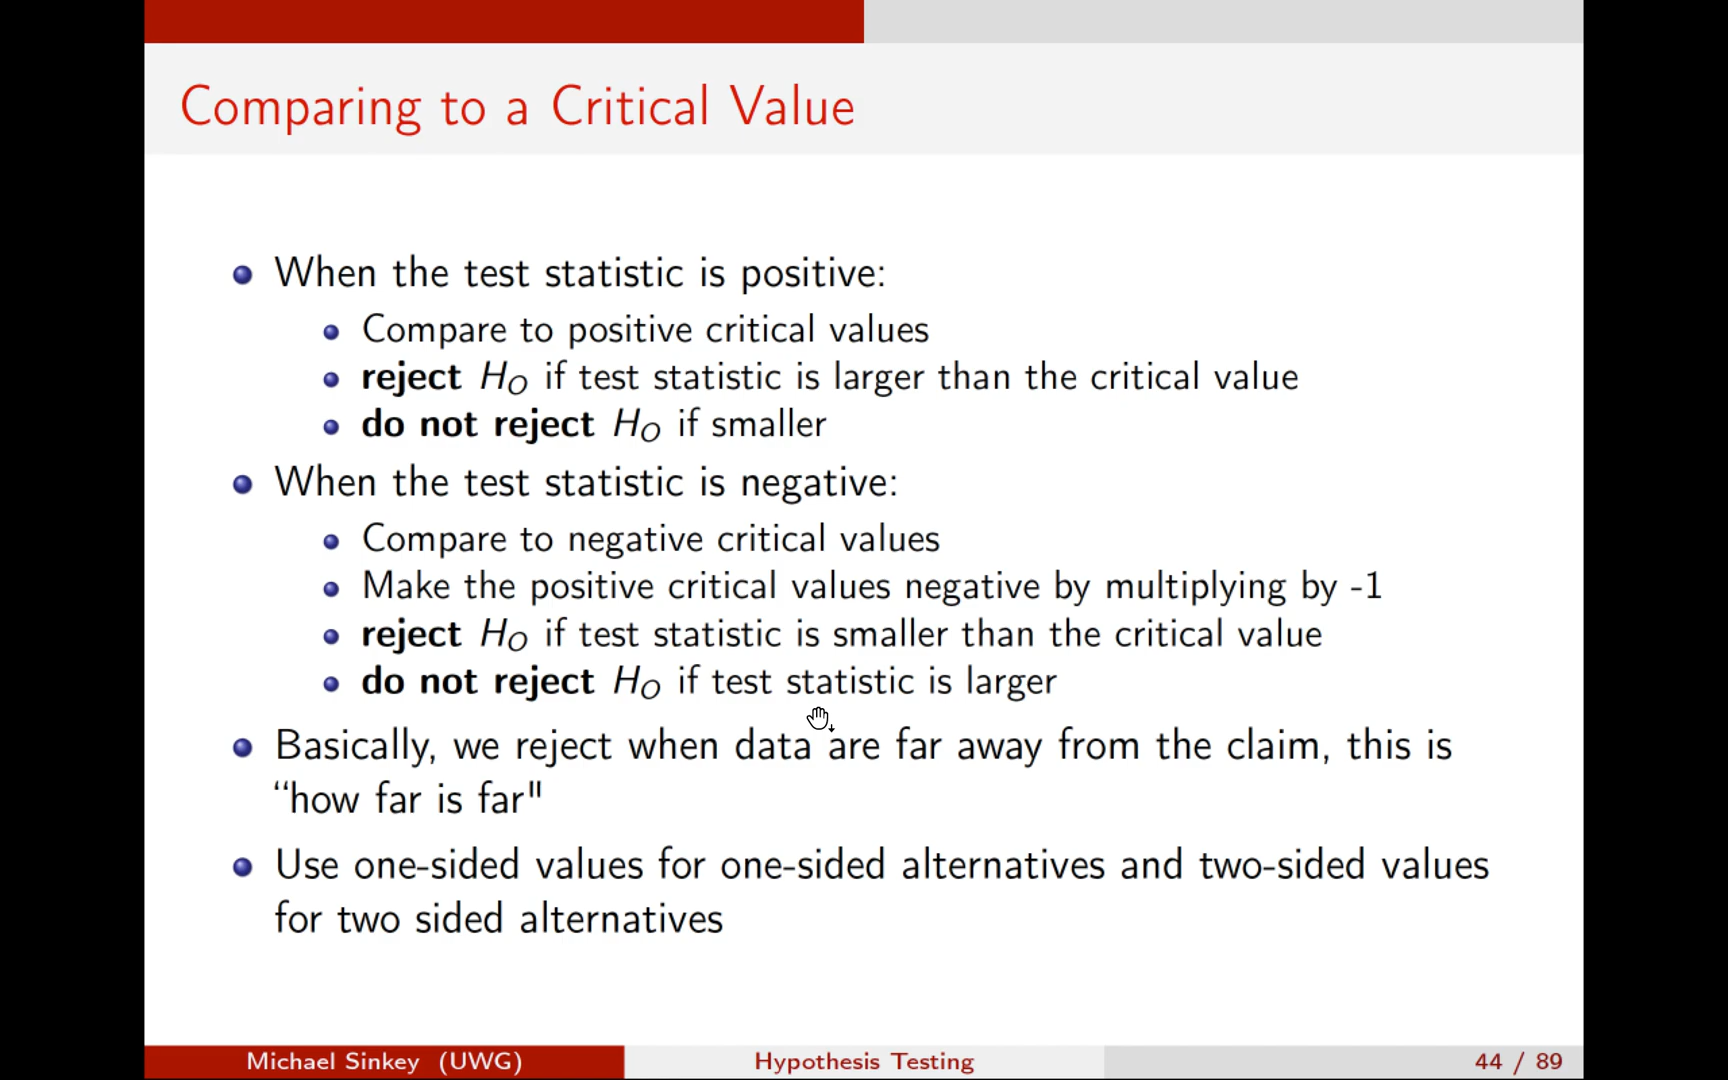 Comparing to a Critical Value
When the test statistic is positive:
Compare to positive critical values
reject H_O if test statistic is larger than the critical value
do not reject H_O if smaller
When the test statistic is negative:
Compare to negative critical values
Make the positive critical values negative by multiplying by -1
reject H_O if test statistic is smaller than the critical value
do not reject H_O if test statistic is larger
Basically, we reject when data are far away from the claim, this is
“how far is far"
Use one-sided values for one-sided alternatives and two-sided values
for two sided alternatives
Michael Sinkey (UWG)
Hypothesis Testing
44 / 89